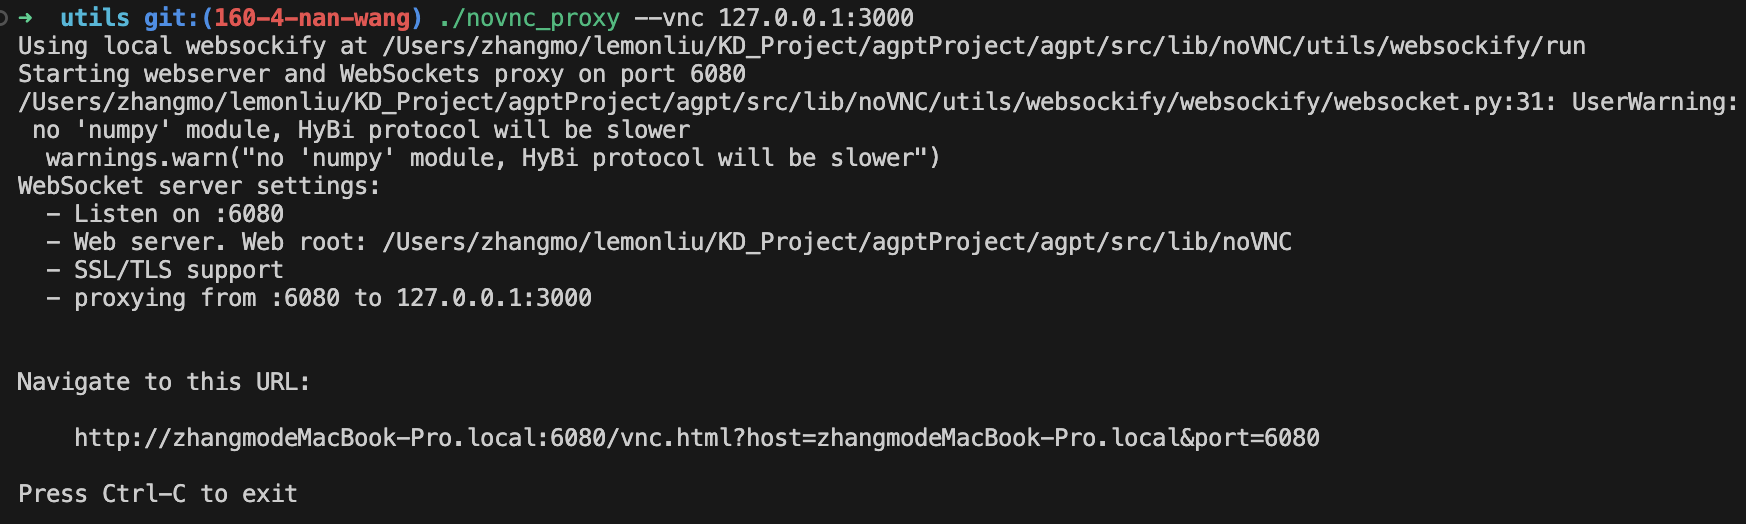 ➜  utils git:(160-4-nan-wang) ./novnc_proxy --vnc 127.0.0.1:3000
Using local websockify at /Users/zhangmo/lemonliu/KD_Project/agptProject/agpt/src/lib/noVNC/utils/websockify/run
Starting webserver and WebSockets proxy on port 6080
/Users/zhangmo/lemonliu/KD_Project/agptProject/agpt/src/lib/noVNC/utils/websockify/websockify/websocket.py:31: UserWarning:
 no 'numpy' module, HyBi protocol will be slower
  warnings.warn("no 'numpy' module, HyBi protocol will be slower")
WebSocket server settings:
  - Listen on :6080
  - Web server. Web root: /Users/zhangmo/lemonliu/KD_Project/agptProject/agpt/src/lib/noVNC
  - SSL/TLS support
  - proxying from :6080 to 127.0.0.1:3000
Navigate to this URL:
    http://zhangmodeMacBook-Pro.local:6080/vnc.html?host=zhangmodeMacBook-Pro.local&port=6080
Press Ctrl-C to exit